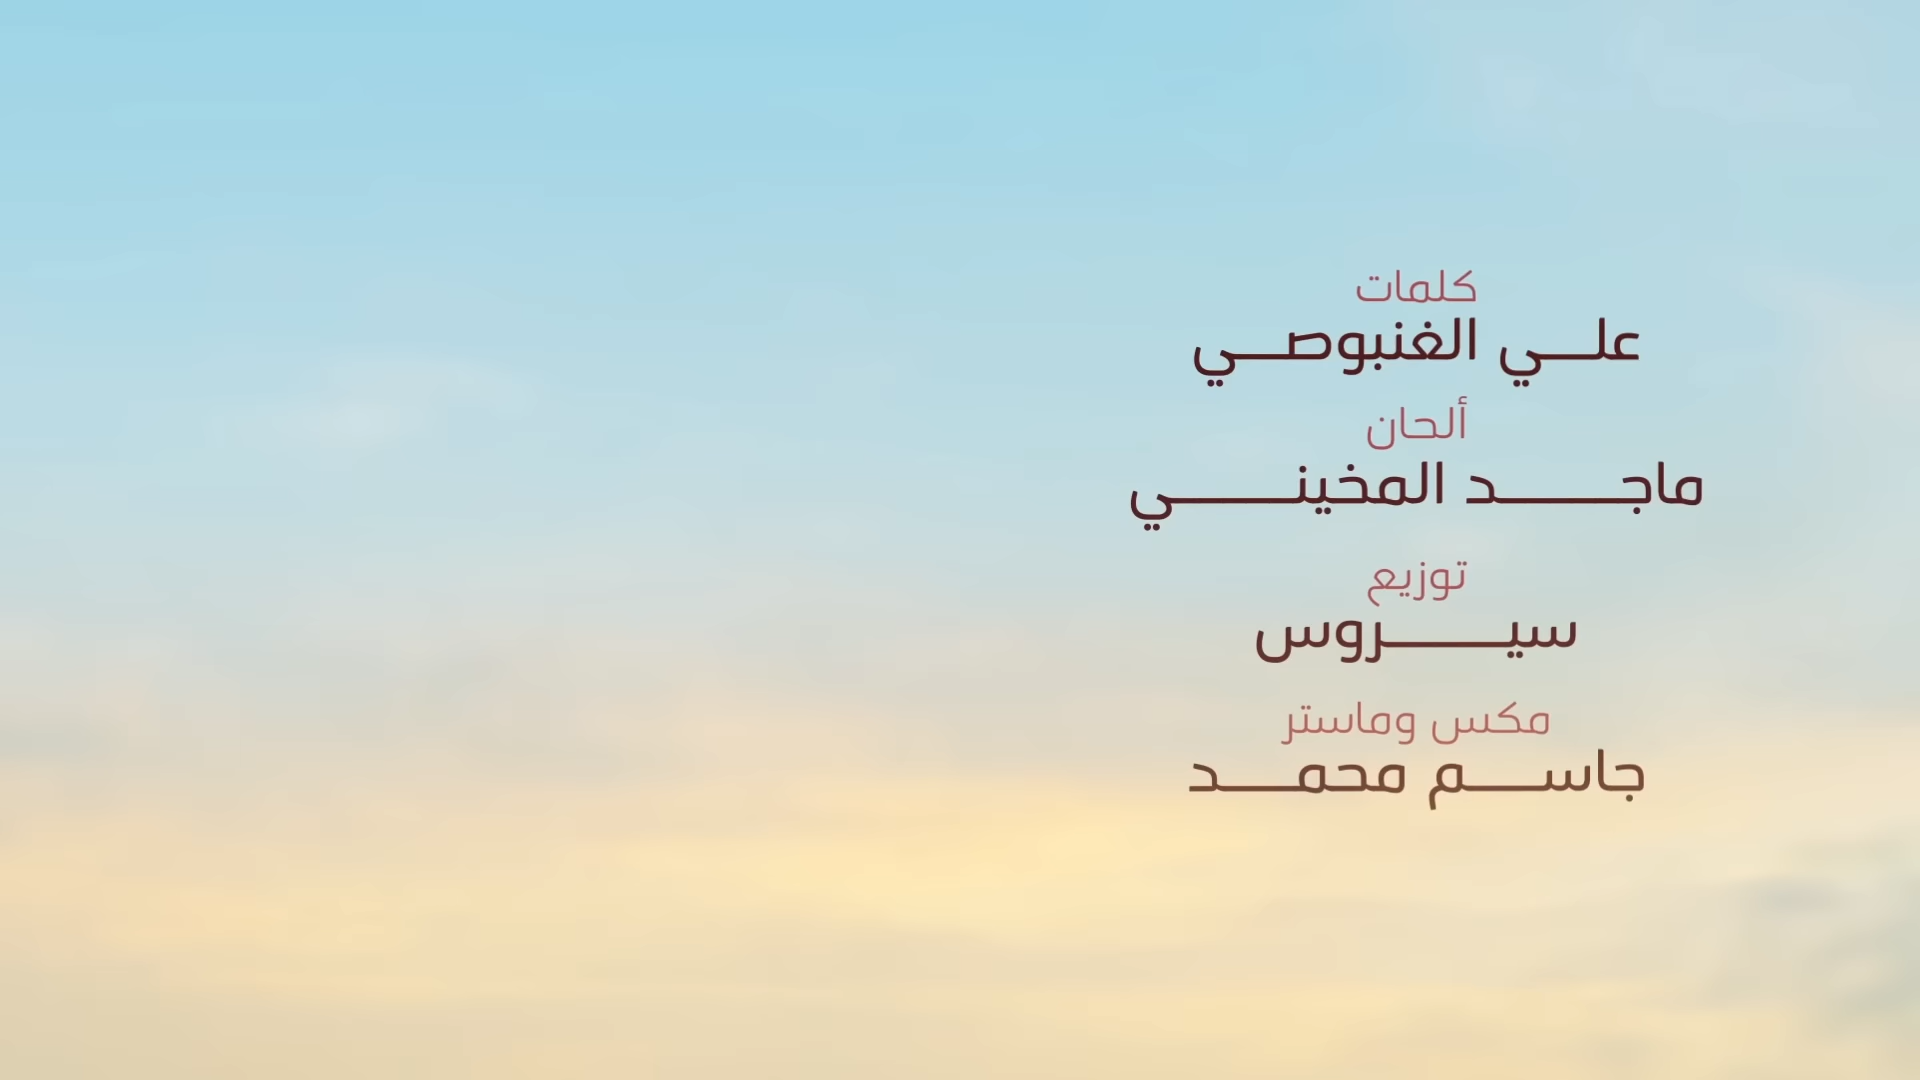 كلمات
علي الغنبوصي
ألحان
ماجد المخيني
توزيع
سيروس
مكس وماستر
جاسم محمد